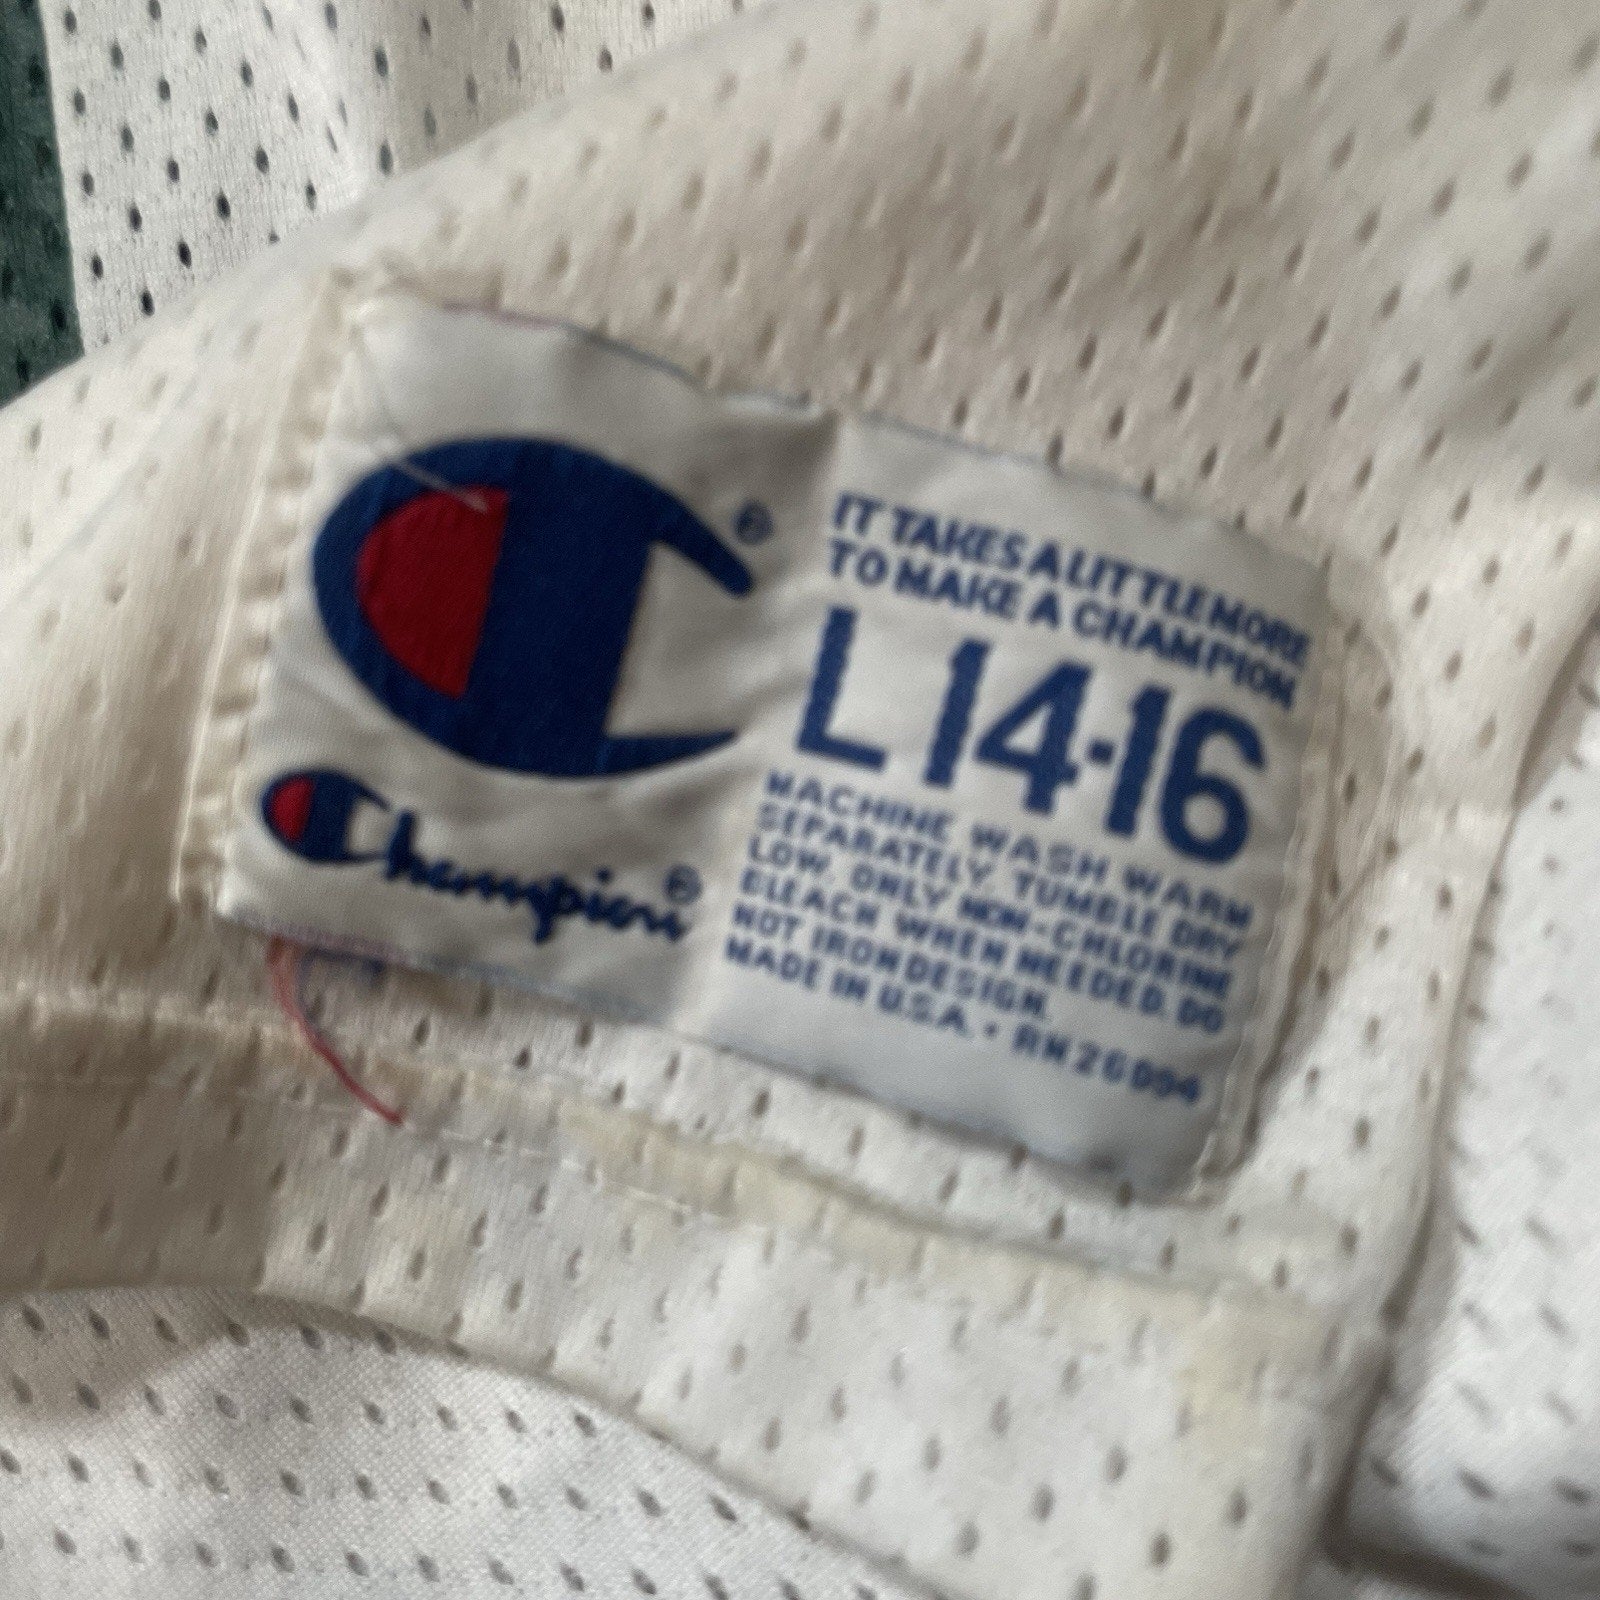 Champion
IT TAKES A LITTLE MORE
TO MAKE A CHAMPION
L 14-16
MACHINE WASH WARM
SEPARATELY. TUMBLE DRY
LOW. ONLY NON-CHLORINE
BLEACH WHEN NEEDED. DO
NOT IRON DESIGN.
MADE IN U.S.A. • RN 26094